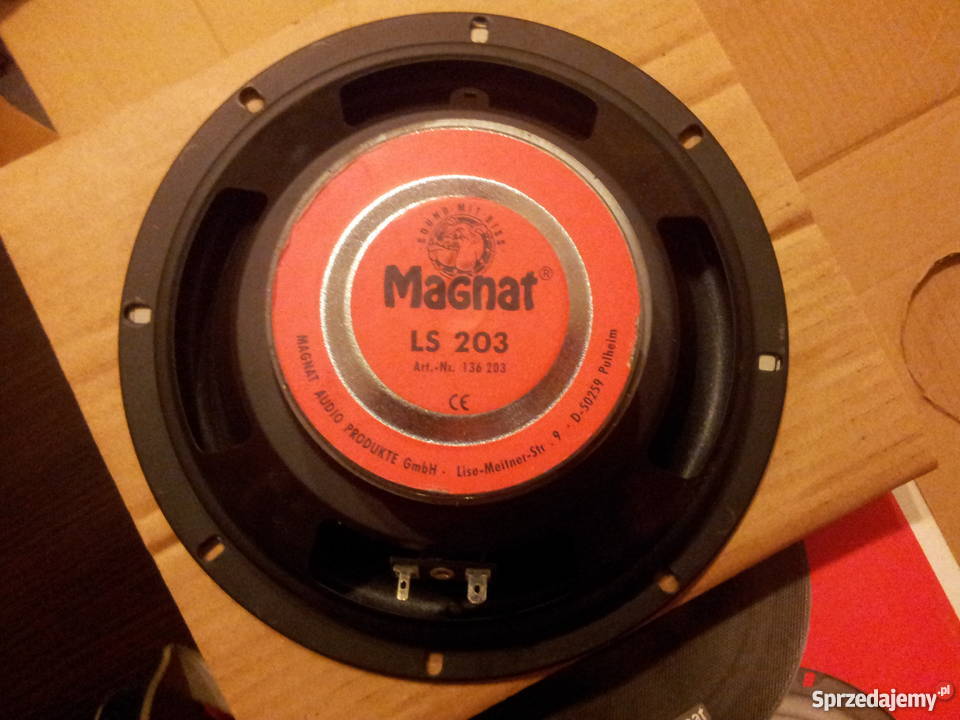 SOUND MIT BISS
Magnat®
LS 203
Art.-Nr. 136 203
CE
MAGNAT AUDIO PRODUKTE GmbH · Lise-Meitner-Str. 9 · D-50259 Pulheim
Sprzedajemy.pl